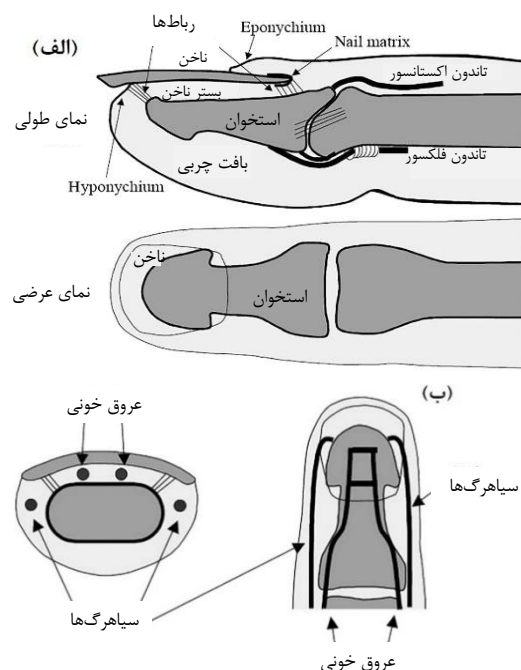 (الف)
رباط‌ها
Eponychium
ناخن
Nail matrix
تاندون اکستانسور
بستر ناخن
نمای طولی
استخوان
تاندون فلکسور
بافت چربی
Hyponychium
ناخن
نمای عرضی
استخوان
(ب)
عروق خونی
سیاهرگ‌ها
سیاهرگ‌ها
عروق خونی